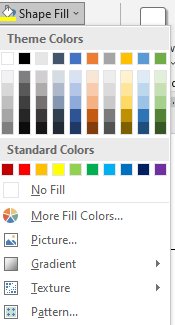 Shape Fill
Theme Colors
Standard Colors
No Fill
More Fill Colors...
Picture...
Gradient
Texture
Pattern...